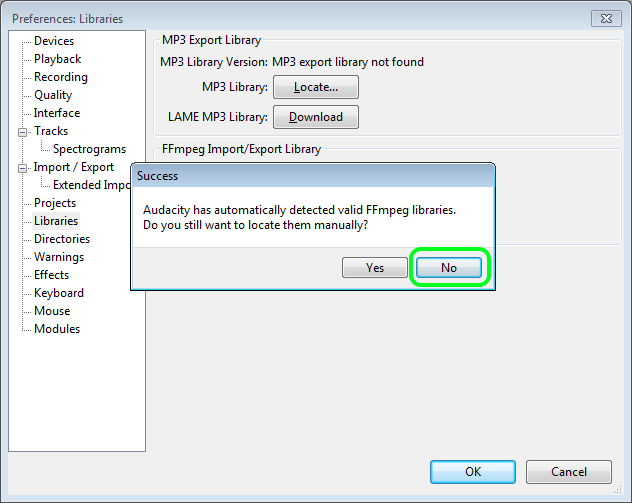 Preferences: Libraries
Devices
Playback
Recording
Quality
Interface
Tracks
Spectrograms
Import / Export
Extended Impo
Projects
Libraries
Directories
Warnings
Effects
Keyboard
Mouse
Modules
MP3 Export Library
MP3 Library Version: MP3 export library not found
MP3 Library: Locate...
LAME MP3 Library: Download
FFmpeg Import/Export Library
Success
Audacity has automatically detected valid FFmpeg libraries.
Do you still want to locate them manually?
Yes No
OK Cancel